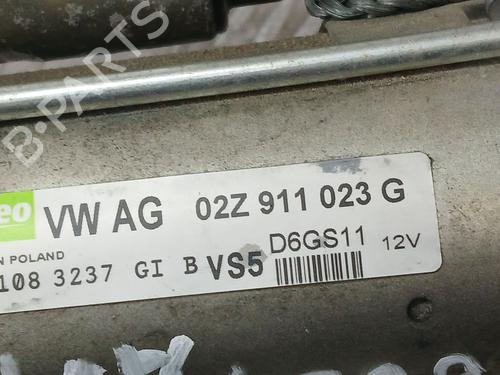 B-PARTS
eo VW AG 02Z 911 023 G
N POLAND
108 3237 GI B VS5 D6GS11 12V